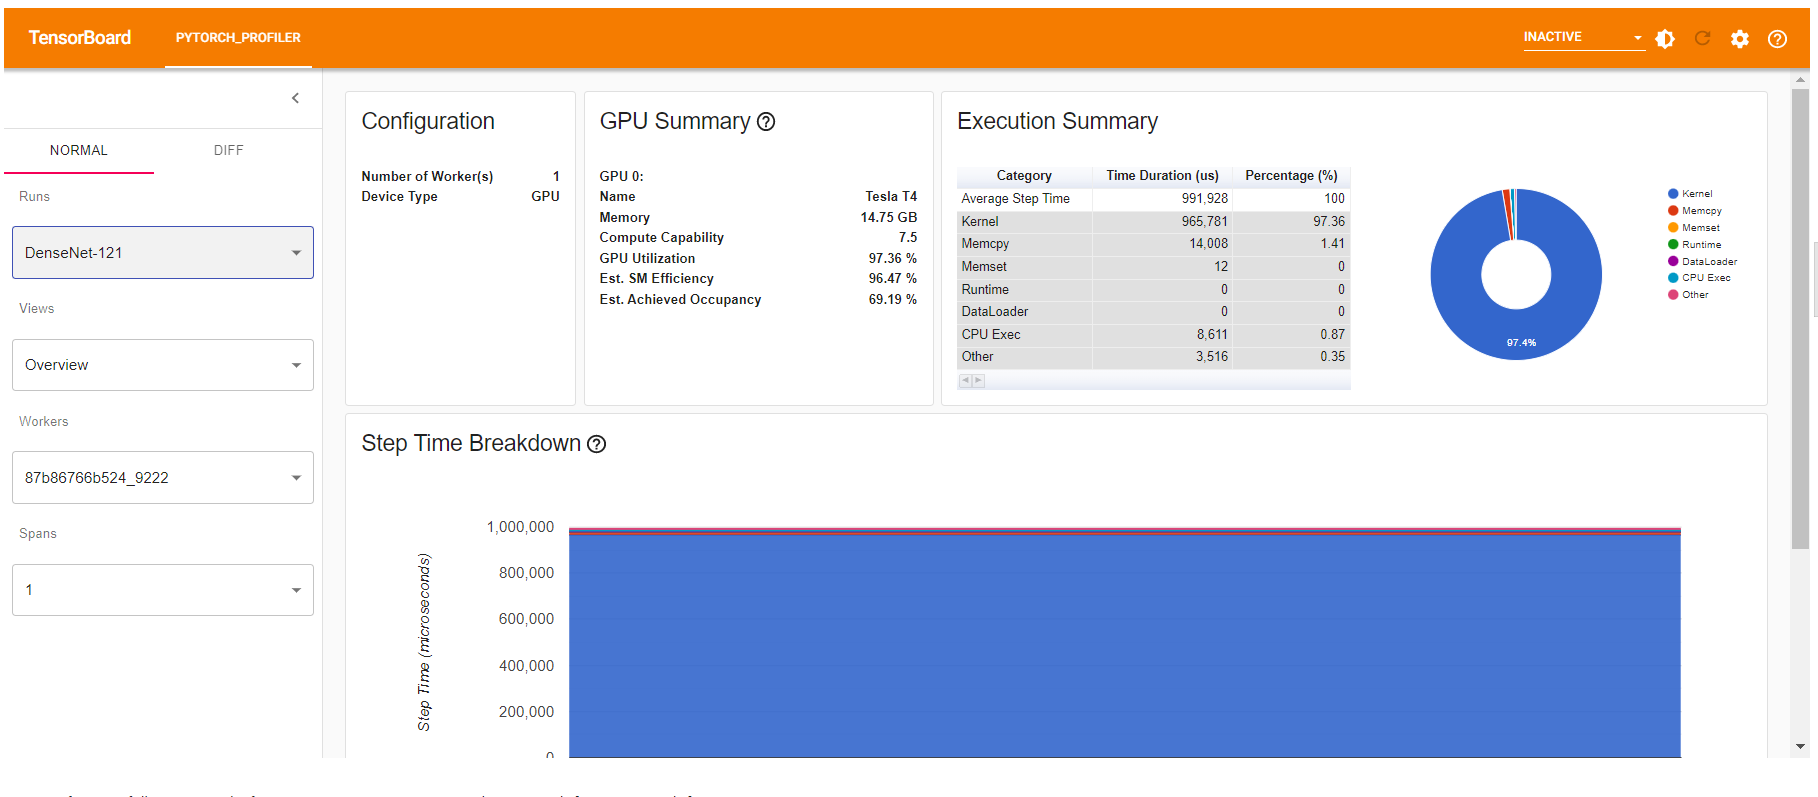 TensorBoard
PYTORCH_PROFILER
INACTIVE
NORMAL
DIFF
Runs
DenseNet-121
Views
Overview
Workers
87b86766b524_9222
Spans
1
Configuration
Number of Worker(s) 1
Device Type GPU
GPU Summary
GPU 0:
Name Tesla T4
Memory 14.75 GB
Compute Capability 7.5
GPU Utilization 97.36 %
Est. SM Efficiency 96.47 %
Est. Achieved Occupancy 69.19 %
Execution Summary
Category Time Duration (us) Percentage (%)
Average Step Time 991,928 100
Kernel 965,781 97.36
Memcpy 14,008 1.41
Memset 12 0
Runtime 0 0
DataLoader 0 0
CPU Exec 8,611 0.87
Other 3,516 0.35
97.4%
Kernel
Memcpy
Memset
Runtime
DataLoader
CPU Exec
Other
Step Time Breakdown
Step Time (microseconds)
1,000,000
800,000
600,000
400,000
200,000
0